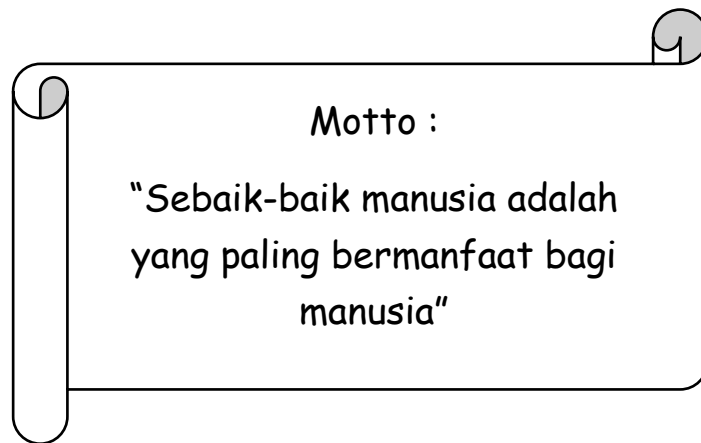 Motto :
“Sebaik-baik manusia adalah
yang paling bermanfaat bagi
manusia”